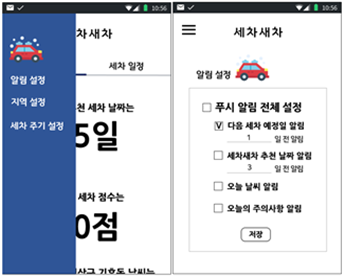 10:56
세차새차
알림 설정
지역 설정
세차 주기 설정
세차 일정
천 세차 날짜는
5일
세차 점수는
0점
10:56
세차새차
알림 설정
푸시 알림 전체 설정
V 다음 세차 예정일 알림
1 일 전 알림
세차새차 추천 날짜 알림
3 일 전 알림
오늘 날씨 알림
오늘의 주의사항 알림
저장